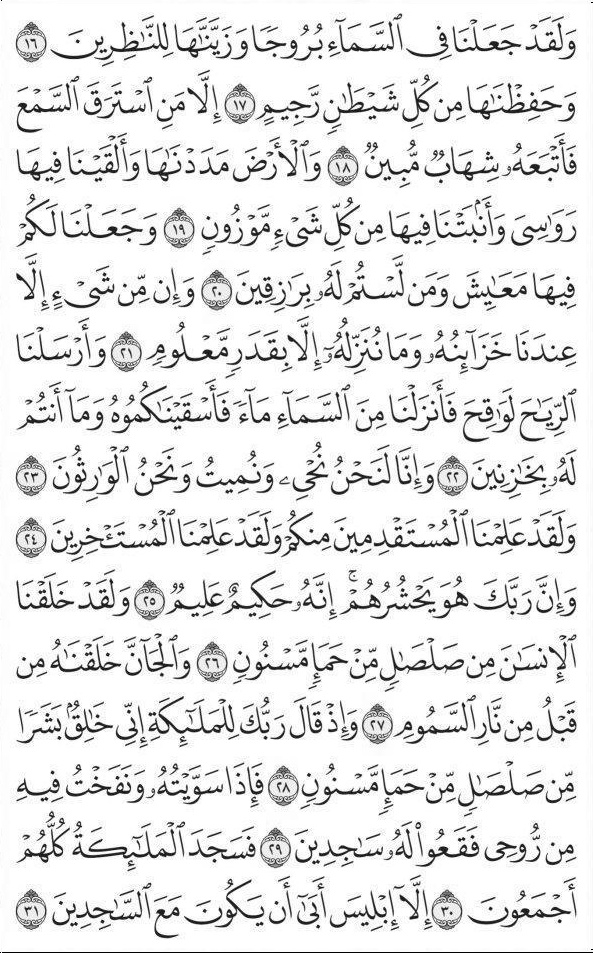 وَلَقَدۡ جَعَلۡنَا فِي ٱلسَّمَآءِ بُرُوجٗا وَزَيَّنَّٰهَا لِلنَّٰظِرِينَ ١٦
وَحَفِظۡنَٰهَا مِن كُلِّ شَيۡطَٰنٖ رَّجِيمٍ ١٧ إِلَّا مَنِ ٱسۡتَرَقَ ٱلسَّمۡعَ
فَأَتۡبَعَهُۥ شِهَابٞ مُّبِينٞ ١٨ وَٱلۡأَرۡضَ مَدَدۡنَٰهَا وَأَلۡقَيۡنَا فِيهَا
رَوَٰسِيَ وَأَنۢبَتۡنَا فِيهَا مِن كُلِّ شَيۡءٖ مَّوۡزُونٖ ١٩ وَجَعَلۡنَا لَكُمۡ
فِيهَا مَعَٰيِشَ وَمَن لَّسۡتُمۡ لَهُۥ بِرَٰزِقِينَ ٢٠ وَإِن مِّن شَيۡءٍ إِلَّا
عِندَنَا خَزَآئِنُهُۥ وَمَا نُنَزِّلُهُۥٓ إِلَّا بِقَدَرٖ مَّعۡلُومٖ ٢١ وَأَرۡسَلۡنَا
ٱلرِّيَٰحَ لَوَٰقِحَ فَأَنزَلۡنَا مِنَ ٱلسَّمَآءِ مَآءٗ فَأَسۡقَيۡنَٰكُمُوهُ وَمَآ أَنتُمۡ
لَهُۥ بِخَٰزِنِينَ ٢٢ وَإِنَّا لَنَحۡنُ نُحۡيِۦ وَنُمِيتُ وَنَحۡنُ ٱلۡوَٰرِثُونَ ٢٣
وَلَقَدۡ عَلِمۡنَا ٱلۡمُسۡتَقۡدِمِينَ مِنكُمۡ وَلَقَدۡ عَلِمۡنَا ٱلۡمُسۡتَـٔۡخِرِينَ ٢٤
وَإِنَّ رَبَّكَ هُوَ يَحۡشُرُهُمۡۚ إِنَّهُۥ حَكِيمٌ عَلِيمٞ ٢٥ وَلَقَدۡ خَلَقۡنَا
ٱلۡإِنسَٰنَ مِن صَلۡصَٰلٖ مِّنۡ حَمَإٖ مَّسۡنُونٖ ٢٦ وَٱلۡجَآنَّ خَلَقۡنَٰهُ مِن
قَبۡلُ مِن نَّارِ ٱلسَّمُومِ ٢٧ وَإِذۡ قَالَ رَبُّكَ لِلۡمَلَٰٓئِكَةِ إِنِّي خَٰلِقُۢ بَشَرٗا
مِّن صَلۡصَٰلٖ مِّنۡ حَمَإٖ مَّسۡنُونٖ ٢٨ فَإِذَا سَوَّيۡتُهُۥ وَنَفَخۡتُ فِيهِ
مِن رُّوحِي فَقَعُواْ لَهُۥ سَٰجِدِينَ ٢٩ فَسَجَدَ ٱلۡمَلَٰٓئِكَةُ كُلُّهُمۡ
أَجۡمَعُونَ ٣٠ إِلَّآ إِبۡلِيسَ أَبَىٰٓ أَن يَكُونَ مَعَ ٱلسَّٰجِدِينَ ٣١